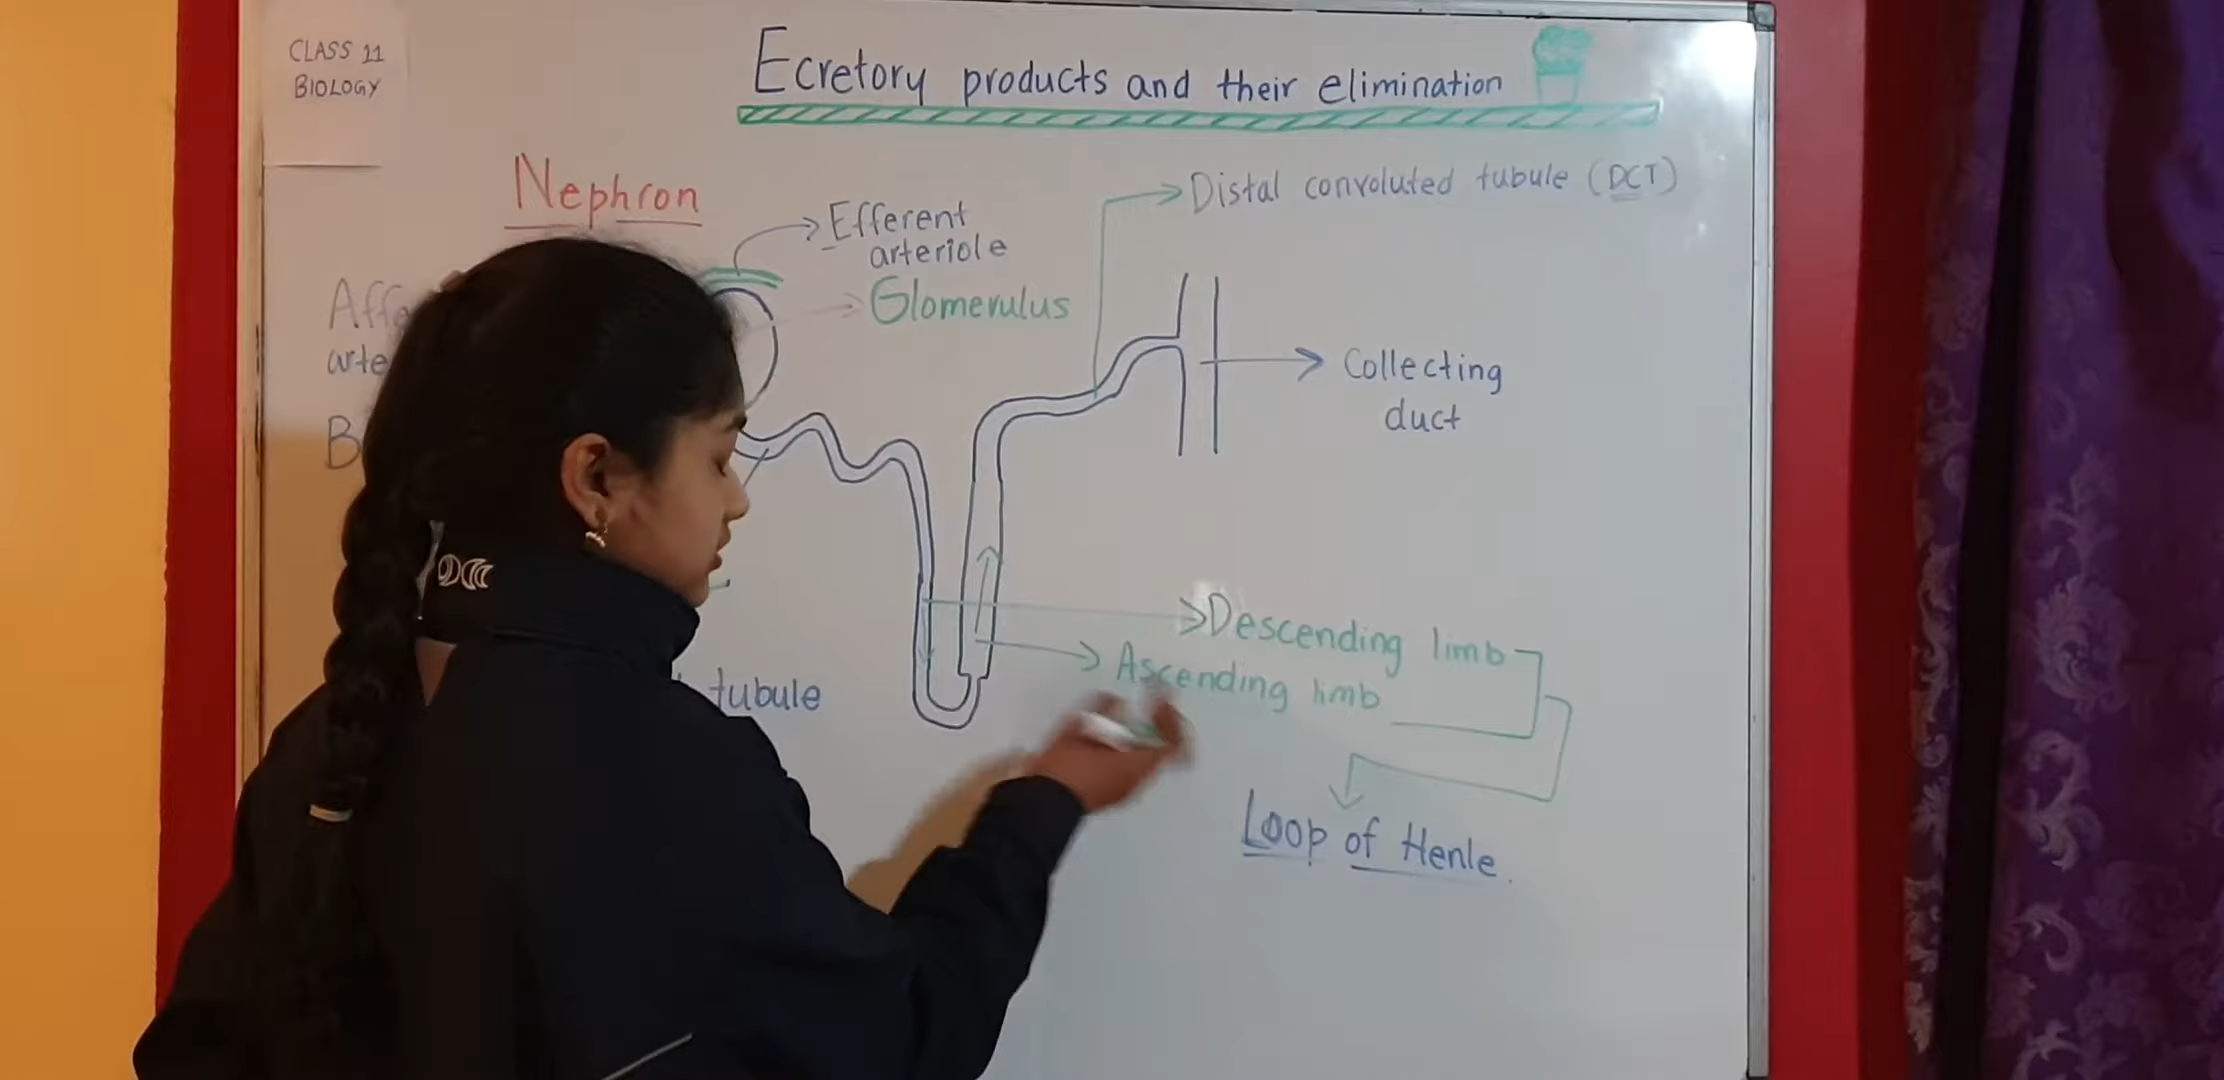 CLASS 11
BIOLOGY
Ecretory products and their elimination
Nephron
Distal convoluted tubule (DCT)
Efferent
arteriole
Glomerulus
Collecting
duct
Descending limb
Ascending limb
tubule
Loop of Henle.